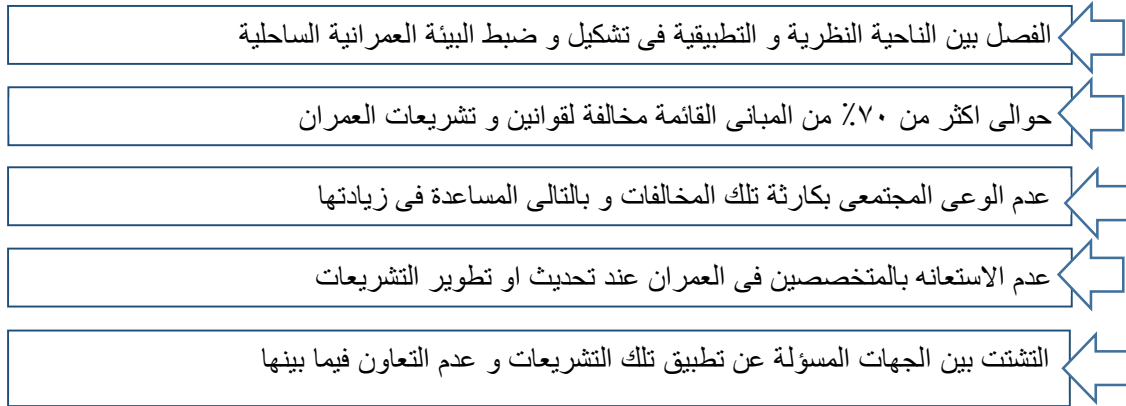 الفصل بين الناحية النظرية و التطبيقية فى تشكيل و ضبط البيئة العمرانية الساحلية
حوالى اكثر من ٧٠٪ من المبانى القائمة مخالفة لقوانين و تشريعات العمران
عدم الوعى المجتمعى بكارثة تلك المخالفات و بالتالى المساعدة فى زيادتها
عدم الاستعانه بالمتخصصين فى العمران عند تحديث او تطوير التشريعات
التشتت بين الجهات المسؤلة عن تطبيق تلك التشريعات و عدم التعاون فيما بينها